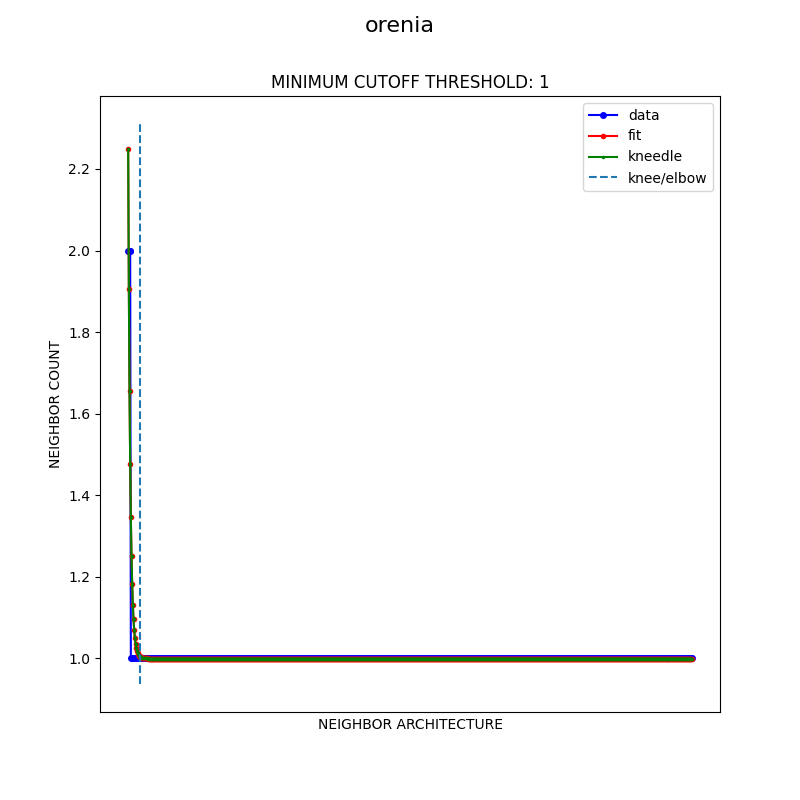 orenia
MINIMUM CUTOFF THRESHOLD: 1
data
fit
kneedle
knee/elbow
2.2
2.0
1.8
1.6
1.4
1.2
1.0
NEIGHBOR COUNT
NEIGHBOR ARCHITECTURE